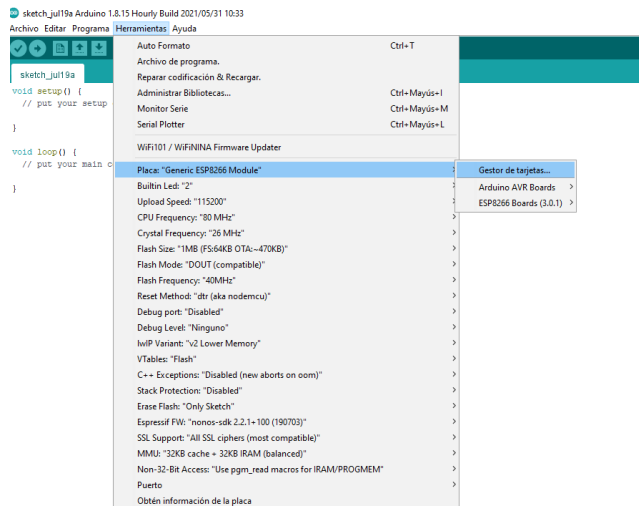 sketch_jul19a Arduino 1.8.15 Hourly Build 2021/05/31 10:33
Archivo Editar Programa Herramientas Ayuda
sketch_jul19a
void setup() {
// put your setup
}
void loop() {
// put your main c
}
Auto Formato Ctrl+T
Archivo de programa.
Reparar codificación & Recargar.
Administrar Bibliotecas... Ctrl+Mayús+I
Monitor Serie Ctrl+Mayús+M
Serial Plotter Ctrl+Mayús+L
WiFi101 / WiFiNINA Firmware Updater
Placa: "Generic ESP8266 Module"
Builtin Led: "2"
Upload Speed: "115200"
CPU Frequency: "80 MHz"
Crystal Frequency: "26 MHz"
Flash Size: "1MB (FS:64KB OTA:~470KB)"
Flash Mode: "DOUT (compatible)"
Flash Frequency: "40MHz"
Reset Method: "dtr (aka nodemcu)"
Debug port: "Disabled"
Debug Level: "Ninguno"
lwIP Variant: "v2 Lower Memory"
VTables: "Flash"
C++ Exceptions: "Disabled (new aborts on oom)"
Stack Protection: "Disabled"
Erase Flash: "Only Sketch"
Espressif FW: "nonos-sdk 2.2.1+100 (190703)"
SSL Support: "All SSL ciphers (most compatible)"
MMU: "32KB cache + 32KB IRAM (balanced)"
Non-32-Bit Access: "Use pgm_read macros for IRAM/PROGMEM"
Puerto
Obtén información de la placa
Gestor de tarjetas...
Arduino AVR Boards
ESP8266 Boards (3.0.1)